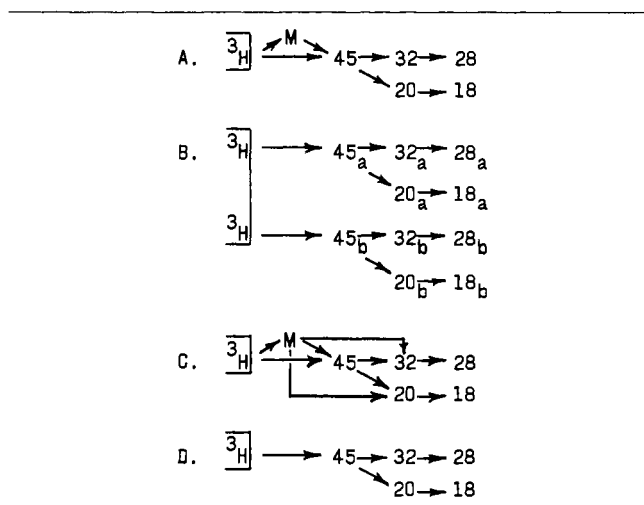 M
A. 3H 45 32 28
20 18
B. 3H 45a 32a 28a
20a 18a
3H 45b 32b 28b
20b 18b
M
C. 3H 45 32 28
20 18
D. 3H 45 32 28
20 18